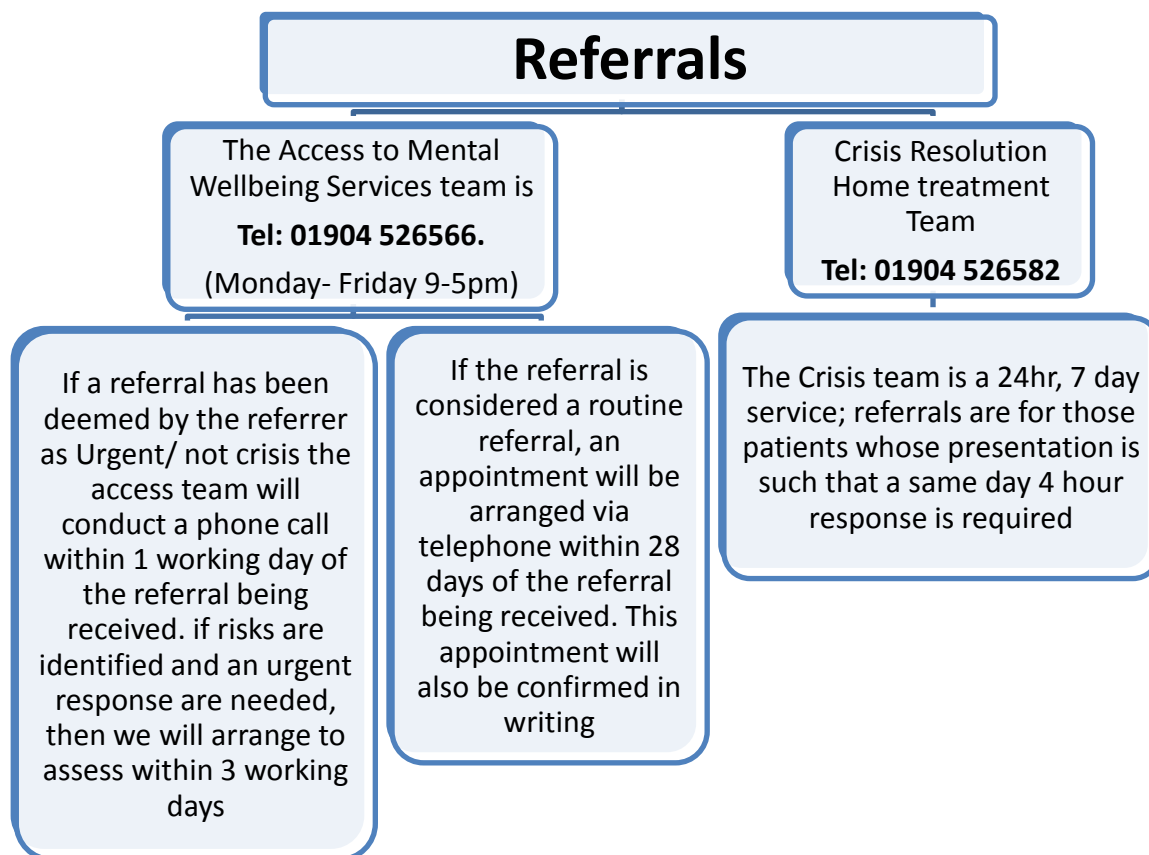 Referrals
The Access to Mental
Wellbeing Services team is
Tel: 01904 526566.
(Monday- Friday 9-5pm)
Crisis Resolution
Home treatment
Team
Tel: 01904 526582
If a referral has been
deemed by the referrer
as Urgent/ not crisis the
access team will
conduct a phone call
within 1 working day of
the referral being
received. if risks are
identified and an urgent
response are needed,
then we will arrange to
assess within 3 working
days
If the referral is
considered a routine
referral, an
appointment will be
arranged via
telephone within 28
days of the referral
being received. This
appointment will
also be confirmed in
writing
The Crisis team is a 24hr, 7 day
service; referrals are for those
patients whose presentation is
such that a same day 4 hour
response is required